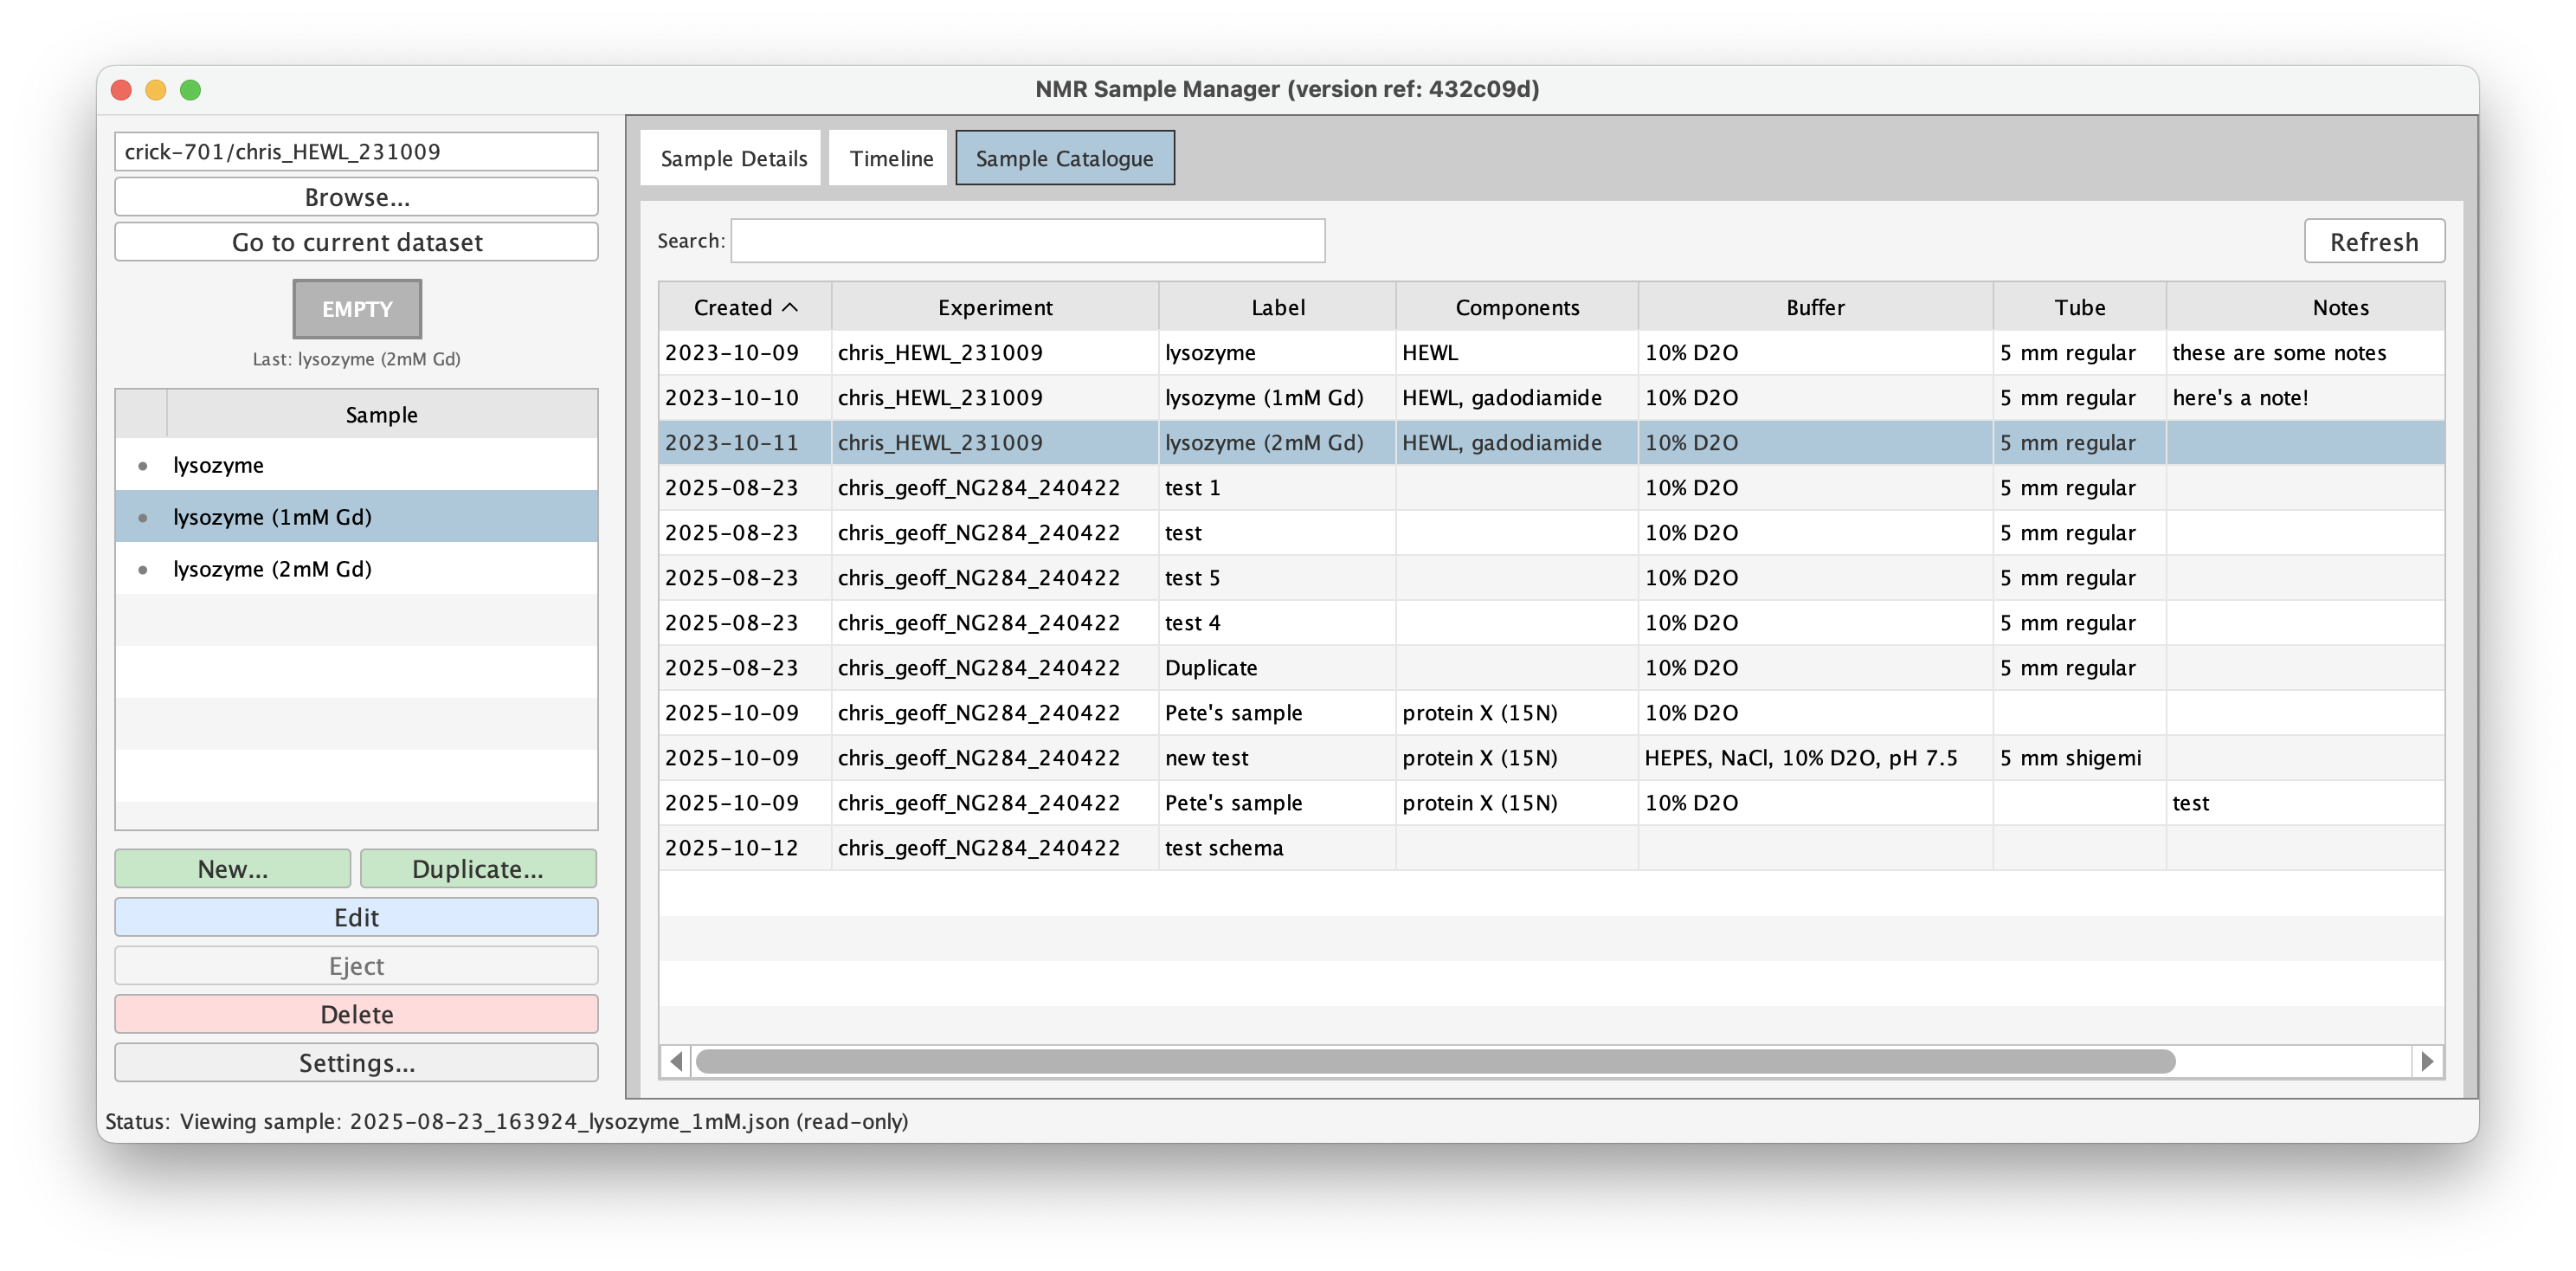 NMR Sample Manager (version ref: 432c09d)
crick-701/chris_HEWL_231009
Browse...
Go to current dataset
EMPTY
Last: lysozyme (2mM Gd)
Sample
lysozyme
lysozyme (1mM Gd)
lysozyme (2mM Gd)
New... Duplicate...
Edit
Eject
Delete
Settings...
Sample Details Timeline Sample Catalogue
Search: Refresh
Created Experiment Label Components Buffer Tube Notes
2023-10-09 chris_HEWL_231009 lysozyme HEWL 10% D2O 5 mm regular these are some notes
2023-10-10 chris_HEWL_231009 lysozyme (1mM Gd) HEWL, gadodiamide 10% D2O 5 mm regular here's a note!
2023-10-11 chris_HEWL_231009 lysozyme (2mM Gd) HEWL, gadodiamide 10% D2O 5 mm regular
2025-08-23 chris_geoff_NG284_240422 test 1 10% D2O 5 mm regular
2025-08-23 chris_geoff_NG284_240422 test 10% D2O 5 mm regular
2025-08-23 chris_geoff_NG284_240422 test 5 10% D2O 5 mm regular
2025-08-23 chris_geoff_NG284_240422 test 4 10% D2O 5 mm regular
2025-08-23 chris_geoff_NG284_240422 Duplicate 10% D2O 5 mm regular
2025-10-09 chris_geoff_NG284_240422 Pete's sample protein X (15N) 10% D2O
2025-10-09 chris_geoff_NG284_240422 new test protein X (15N) HEPES, NaCl, 10% D2O, pH 7.5 5 mm shigemi
2025-10-09 chris_geoff_NG284_240422 Pete's sample protein X (15N) 10% D2O test
2025-10-12 chris_geoff_NG284_240422 test schema
Status: Viewing sample: 2025-08-23_163924_lysozyme_1mM.json (read-only)